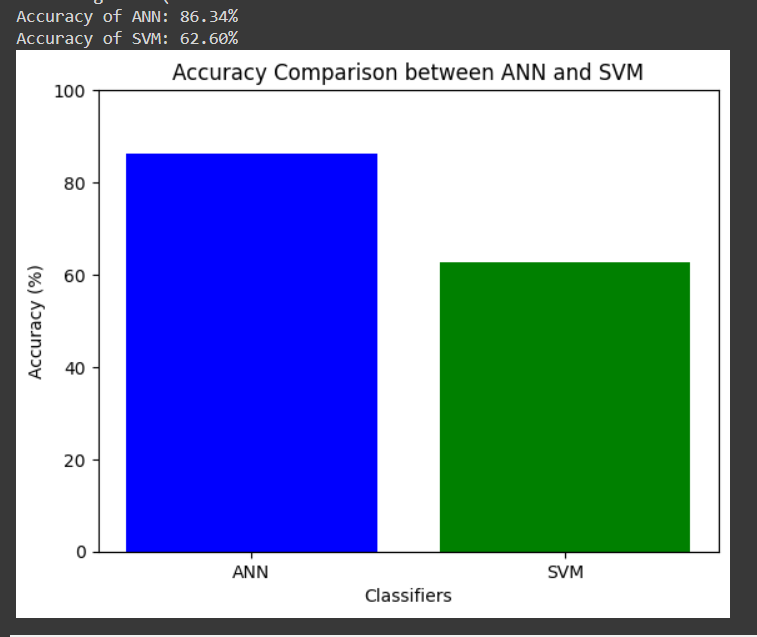 Accuracy of ANN: 86.34%
Accuracy of SVM: 62.60%
Accuracy Comparison between ANN and SVM
100
80
60
40
20
0
Accuracy (%)
ANN SVM
Classifiers